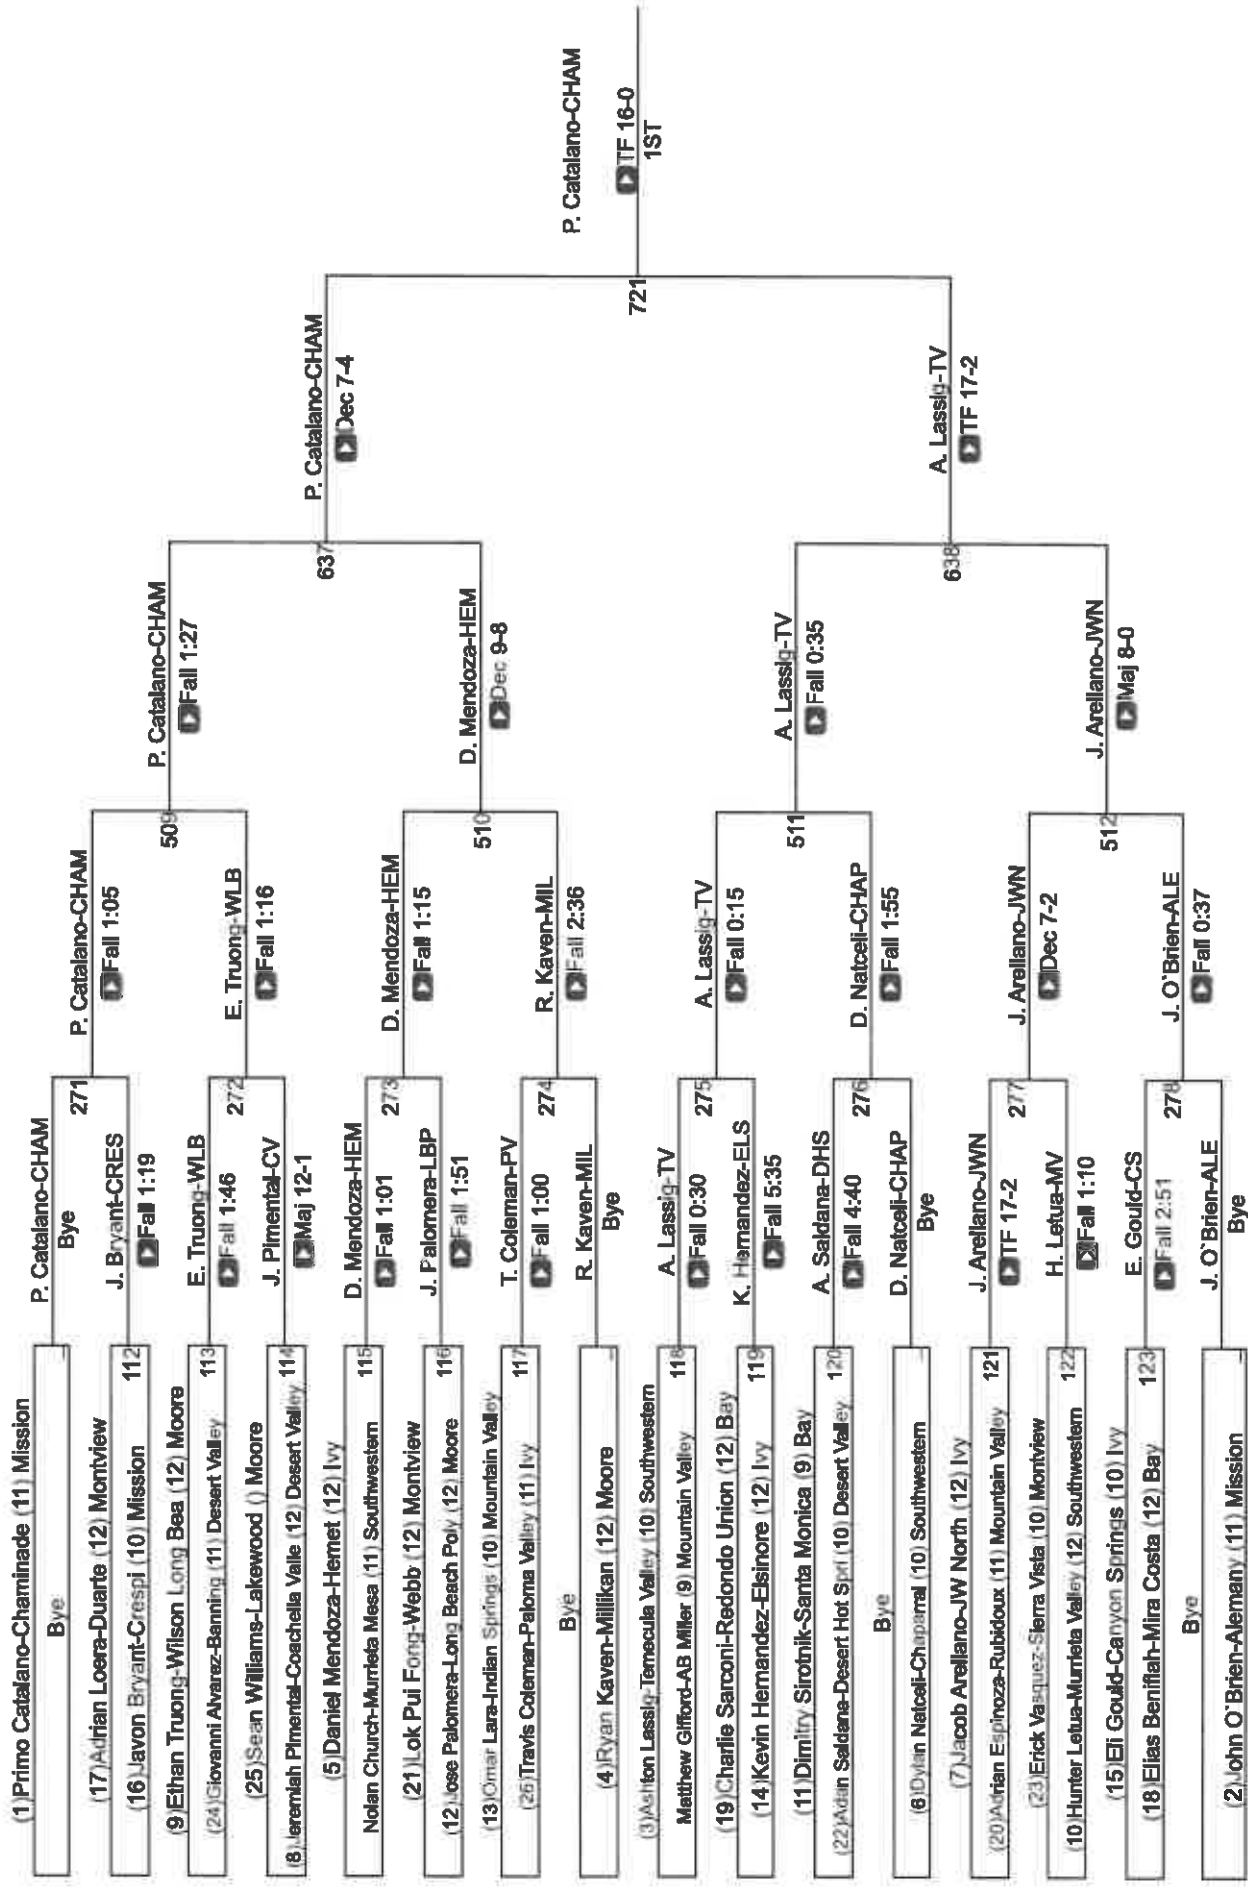 (1)Primo Catalano-Chaminade (11) Mission
Bye
(17)Adrian Loera-Duarte (12) Montview
(16)Javon Bryant-Crespi (10) Mission
112
(9)Ethan Truong-Wilson Long Bea (12) Moore
(24)Giovanni Alvarez-Banning (11) Desert Valley
113
(25)Sean Williams-Lakewood () Moore
(8)Jeremiah Pimental-Coachella Valle (12) Desert Valley
114
(5)Daniel Mendoza-Hemet (12) Ivy
Nolan Church-Murrieta Mesa (11) Southwestern
115
(21)Lok Pui Fong-Webb (12) Montview
(12)Jose Palomera-Long Beach Poly (12) Moore
116
(13)Omar Lara-Indian Springs (10) Mountain Valley
(26)Travis Coleman-Paloma Valley (11) Ivy
117
Bye
(4)Ryan Kaven-Millikan (12) Moore
(3)Ashton Lassig-Temecula Valley (10) Southwestern
Matthew Gifford-AB Miller (9) Mountain Valley
118
(19)Charlie Sarconi-Redondo Union (12) Bay
(14)Kevin Hernandez-Elsinore (12) Ivy
119
(11)Dimitry Sirotnik-Santa Monica (9) Bay
(22)Adain Saldana-Desert Hot Spri (10) Desert Valley
120
Bye
(6)Dylan Natceli-Chaparral (10) Southwestern
(7)Jacob Arellano-JW North (12) Ivy
(20)Adrian Espinoza-Rubidoux (11) Mountain Valley
121
(23)Erick Vasquez-Sierra Vista (10) Montview
(10)Hunter Letua-Murrieta Valley (12) Southwestern
122
(15)Eli Gould-Canyon Springs (10) Ivy
(18)Elias Benifiah-Mira Costa (12) Bay
123
Bye
(2)John O`Brien-Alemany (11) Mission
P. Catalano-CHAM
Bye
271
J. Bryant-CRES
Fall 1:19
E. Truong-WLB
Fall 1:46
272
J. Pimental-CV
Maj 12-1
D. Mendoza-HEM
Fall 1:01
273
J. Palomera-LBP
Fall 1:51
T. Coleman-PV
Fall 1:00
274
R. Kaven-MIL
Bye
A. Lassig-TV
Fall 0:30
275
K. Hernandez-ELS
Fall 5:35
A. Saldana-DHS
Fall 4:40
276
D. Natceli-CHAP
Bye
J. Arellano-JWN
TF 17-2
277
H. Letua-MV
Fall 1:10
E. Gould-CS
Fall 2:51
278
J. O`Brien-ALE
Bye
P. Catalano-CHAM
Fall 1:05
509
E. Truong-WLB
Fall 1:16
D. Mendoza-HEM
Fall 1:15
510
R. Kaven-MIL
Fall 2:36
A. Lassig-TV
Fall 0:15
511
D. Natceli-CHAP
Fall 1:55
J. Arellano-JWN
Dec 7-2
512
J. O`Brien-ALE
Fall 0:37
P. Catalano-CHAM
Fall 1:27
637
D. Mendoza-HEM
Dec 9-8
A. Lassig-TV
Fall 0:35
638
J. Arellano-JWN
Maj 8-0
P. Catalano-CHAM
Dec 7-4
721
A. Lassig-TV
TF 17-2
P. Catalano-CHAM
TF 16-0
1ST